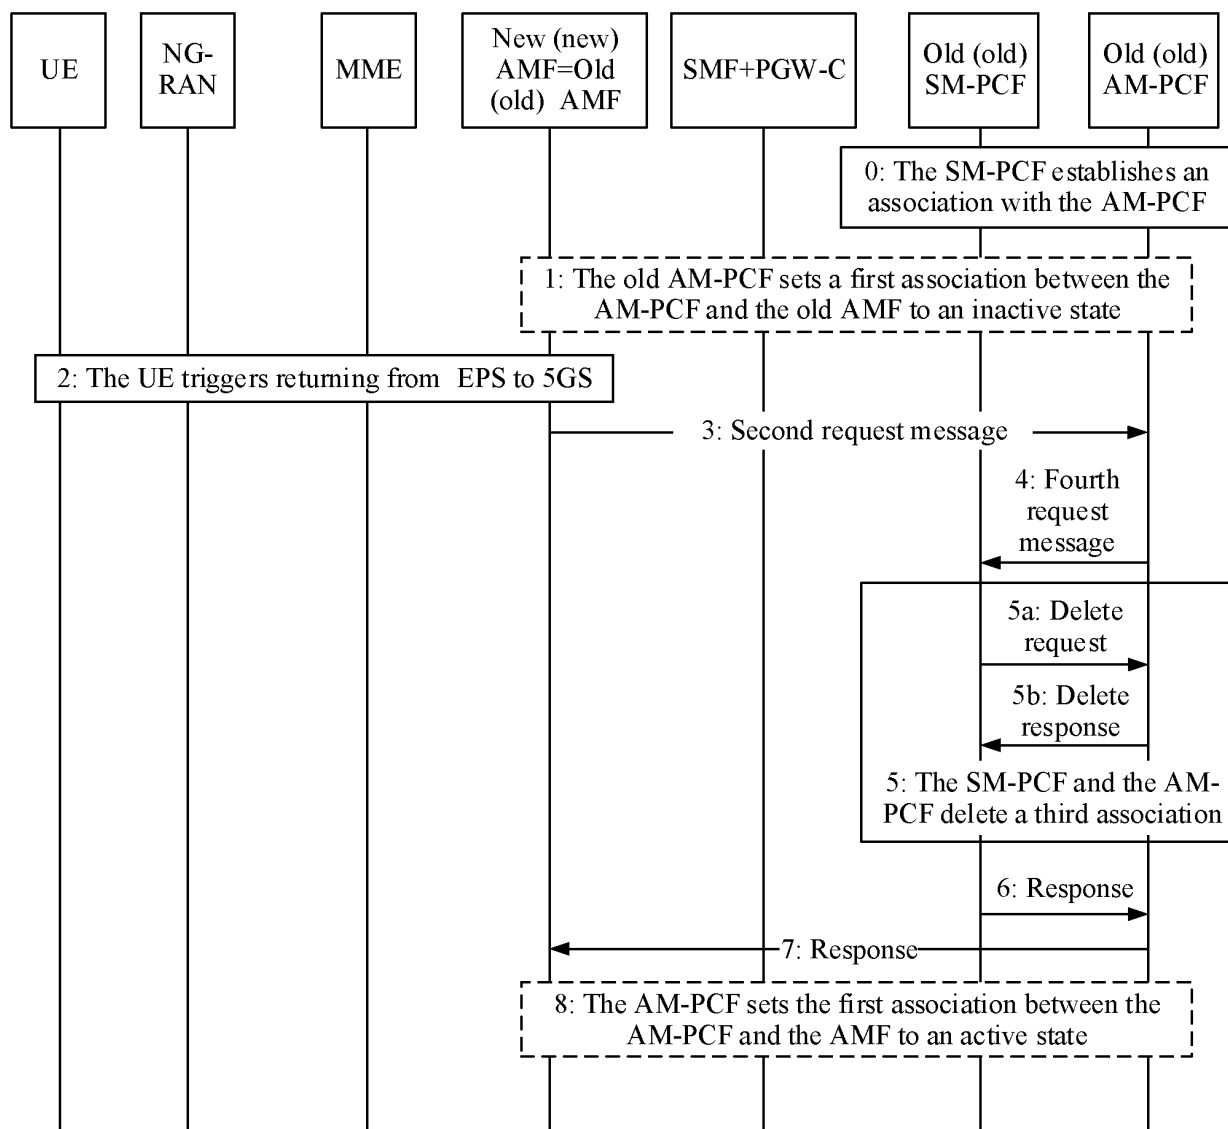 UE
NG-
RAN
MME
New (new)
AMF=Old
(old) AMF
SMF+PGW-C
Old (old)
SM-PCF
Old (old)
AM-PCF
0: The SM-PCF establishes an
association with the AM-PCF
1: The old AM-PCF sets a first association between the
AM-PCF and the old AMF to an inactive state
2: The UE triggers returning from EPS to 5GS
3: Second request message
4: Fourth
request
message
5a: Delete
request
5b: Delete
response
5: The SM-PCF and the AM-
PCF delete a third association
6: Response
7: Response
8: The AM-PCF sets the first association between the
AM-PCF and the AMF to an active state